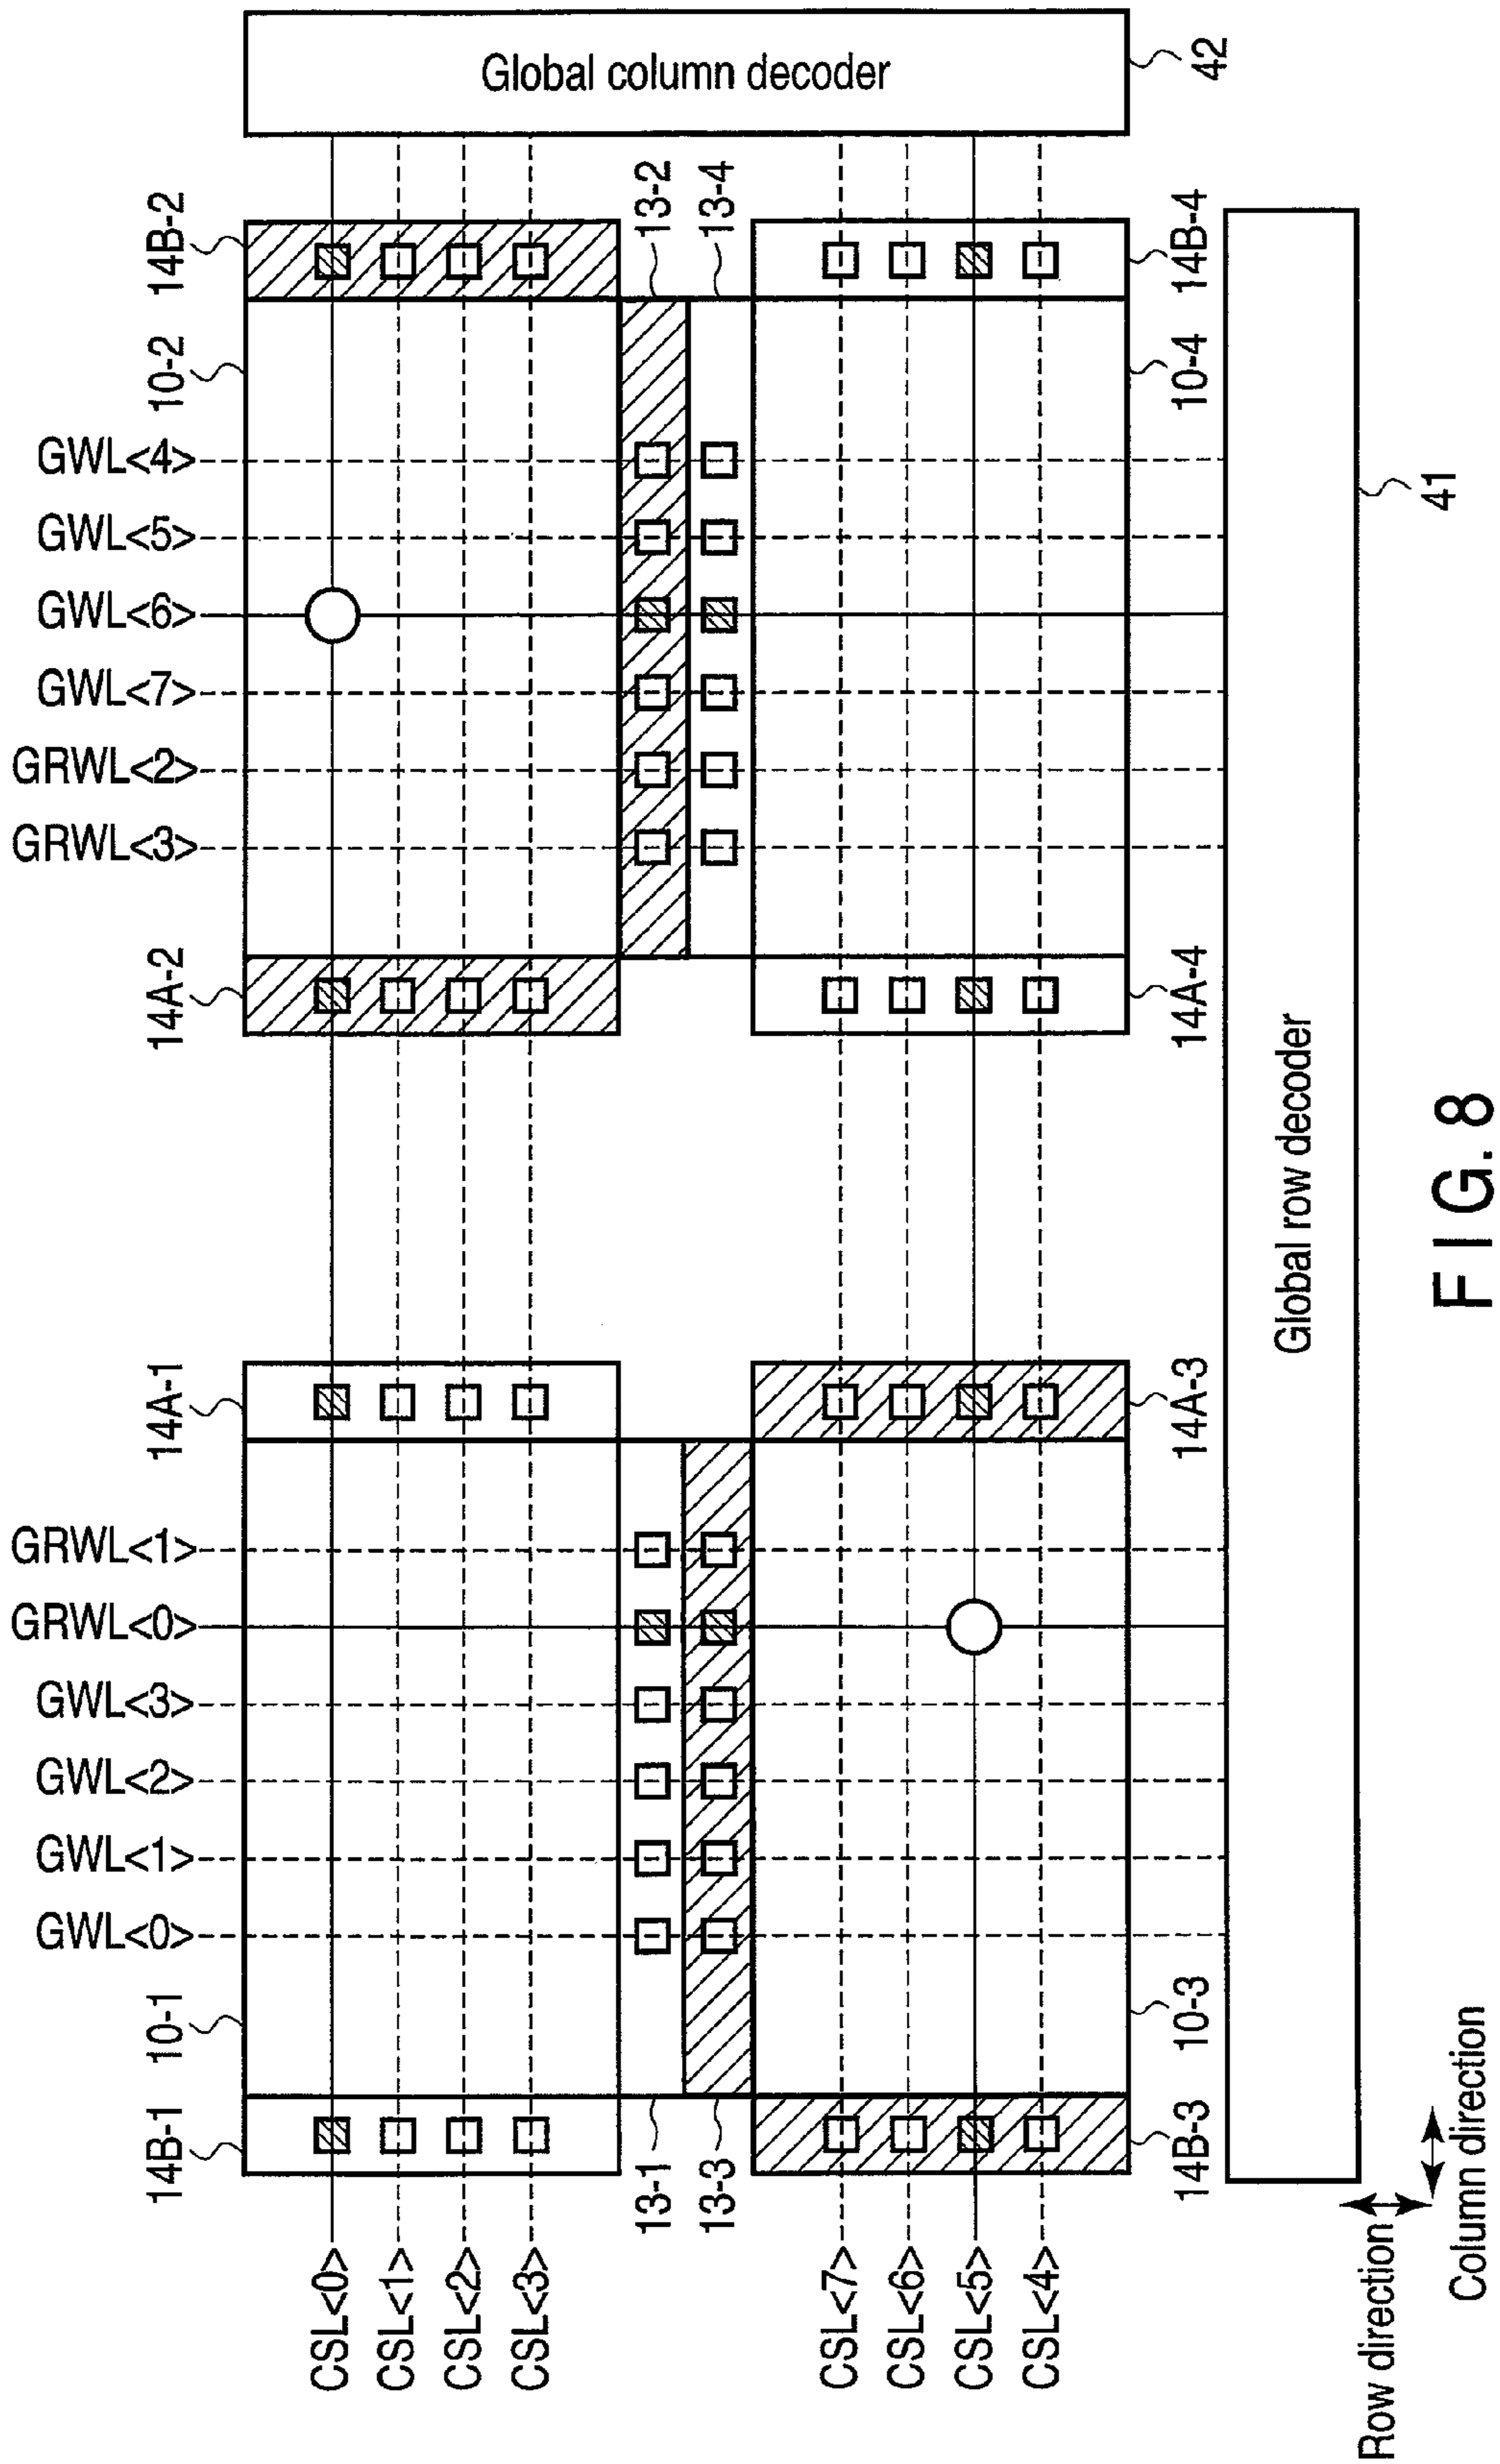 Global column decoder
42
14B-2
10-2
GWL<4>
GWL<5>
GWL<6>
GWL<7>
GRWL<2>
GRWL<3>
14A-2
13-2
13-4
14B-4
10-4
14A-4
41
Global row decoder
14A-1
GRWL<1>
GRWL<0>
GWL<3>
GWL<2>
GWL<1>
GWL<0>
10-1
14B-1
14A-3
10-3
14B-3
13-1
13-3
CSL<0>
CSL<1>
CSL<2>
CSL<3>
CSL<7>
CSL<6>
CSL<5>
CSL<4>
Row direction
Column direction
FIG. 8